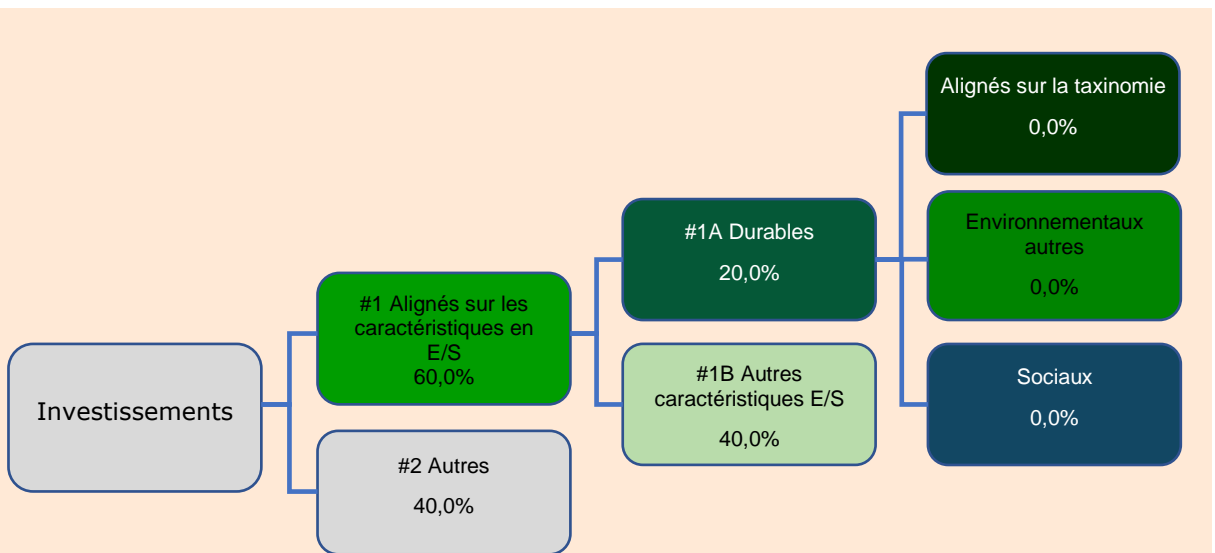 Investissements
#1 Alignés sur les
caractéristiques en
E/S
60,0%
#2 Autres
40,0%
#1A Durables
20,0%
#1B Autres
caractéristiques E/S
40,0%
Alignés sur la taxinomie
0,0%
Environnementaux
autres
0,0%
Sociaux
0,0%